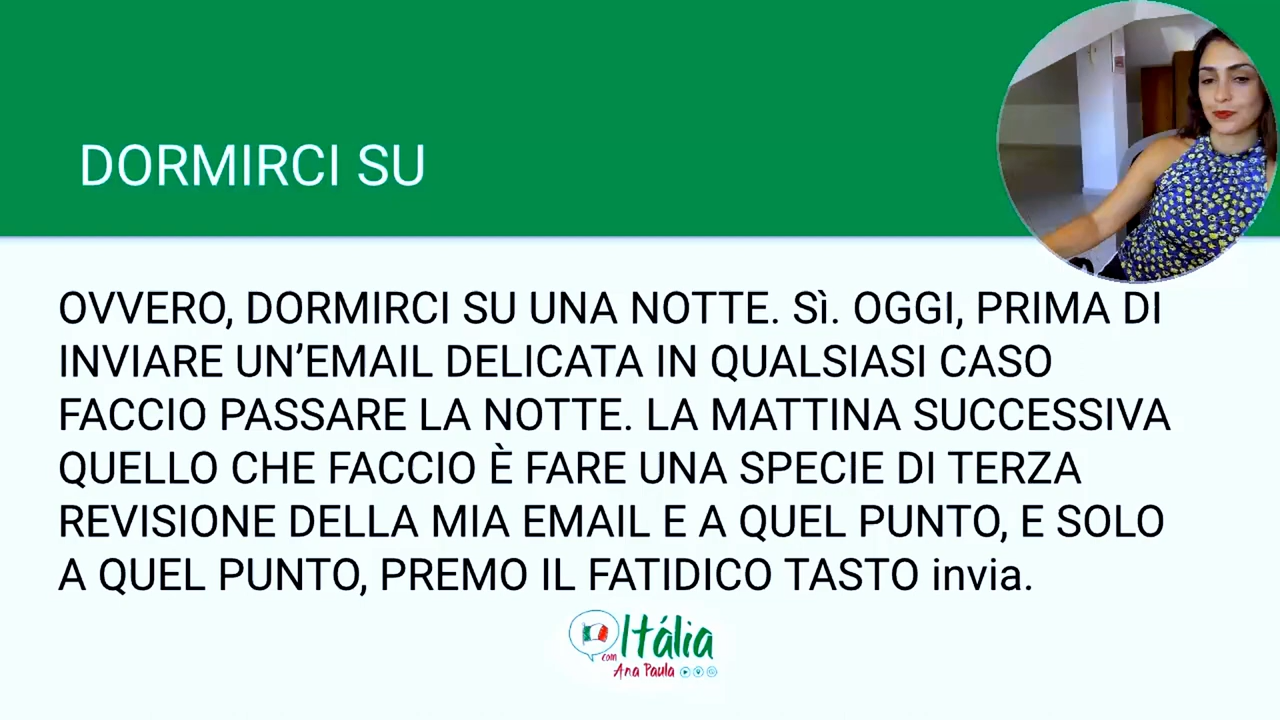 DORMIRCI SU
OVVERO, DORMIRCI SU UNA NOTTE. Sì. OGGI, PRIMA DI
INVIARE UN’EMAIL DELICATA IN QUALSIASI CASO
FACCIO PASSARE LA NOTTE. LA MATTINA SUCCESSIVA
QUELLO CHE FACCIO È FARE UNA SPECIE DI TERZA
REVISIONE DELLA MIA EMAIL E A QUEL PUNTO, E SOLO
A QUEL PUNTO, PREMO IL FATIDICO TASTO invia.
Itália
com
Ana Paula